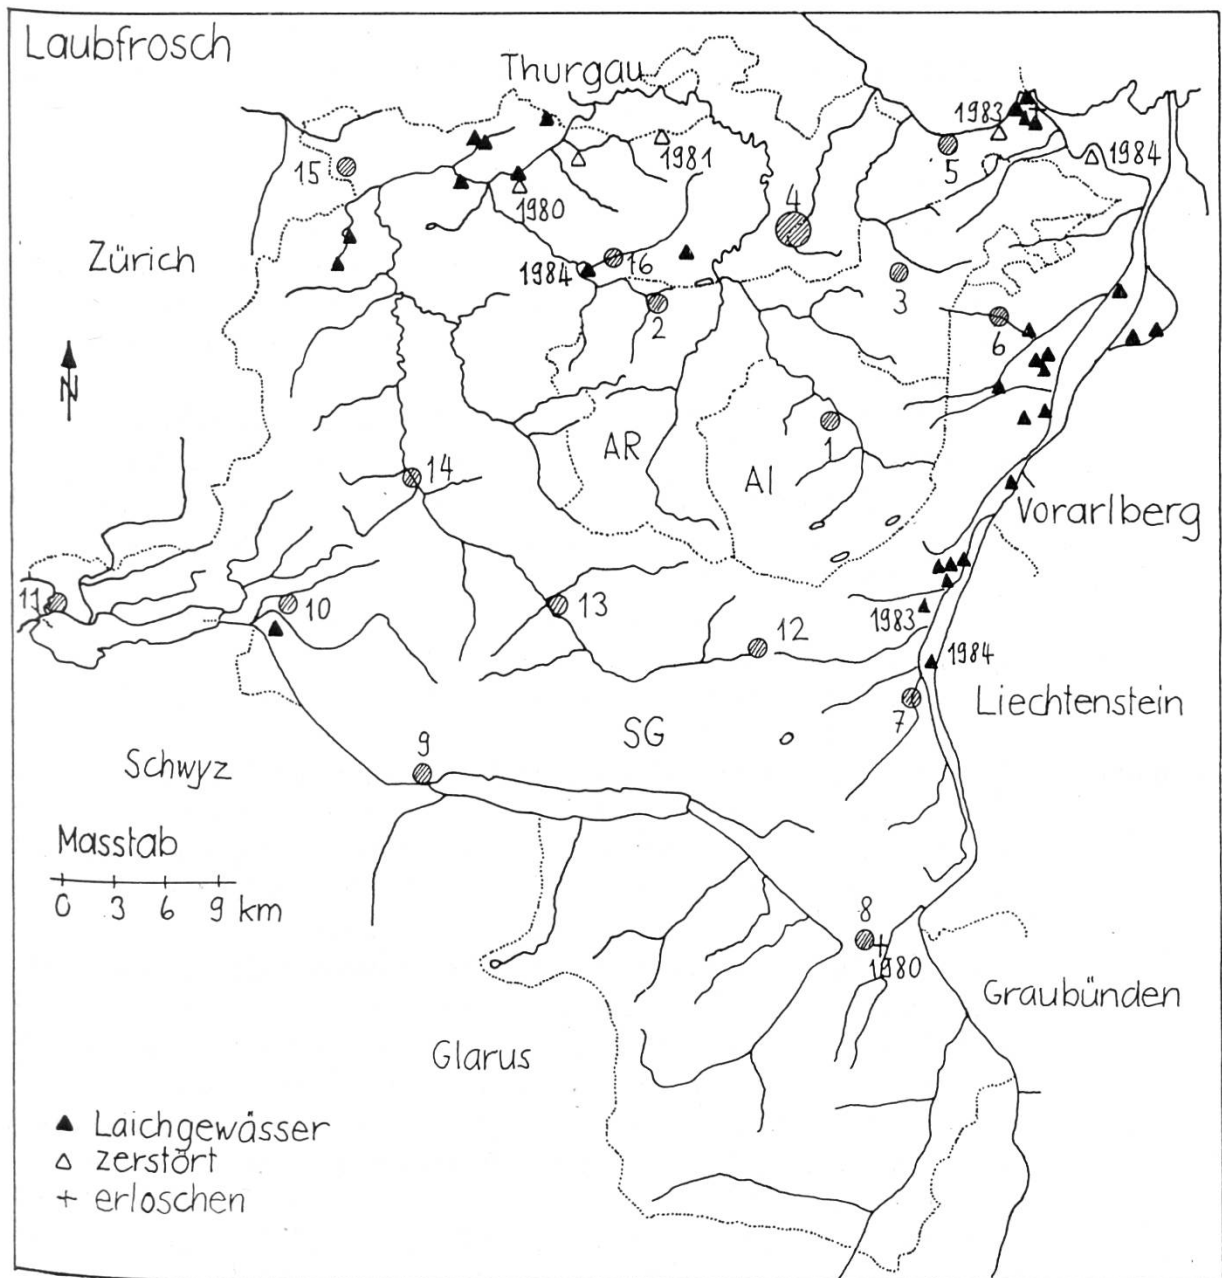 Laubfrosch
Thurgau
1983
1984
5
15
1981
1980
4
Zürich
1984
16
3
2
6
N
AR
1
AI
14
Vorarlberg
11
10
13
1983
12
1984
Liechtenstein
7
SG
9
Schwyz
Masstab
0 3 6 9 km
8
1980
Graubünden
Glarus
Laichgewässer
zerstört
erloschen